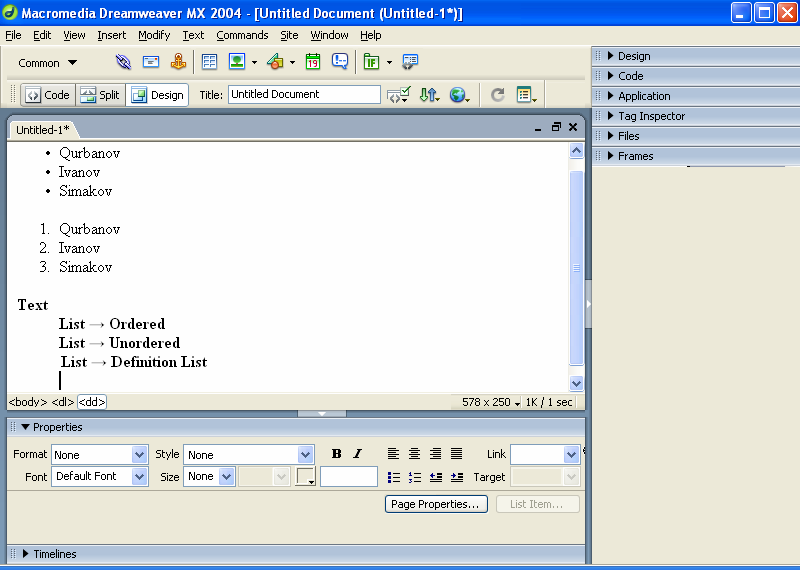 Macromedia Dreamweaver MX 2004 - [Untitled Document (Untitled-1*)]
File Edit View Insert Modify Text Commands Site Window Help
Common
Code Split Design Title: Untitled Document
Untitled-1*
• Qurbanov
• Ivanov
• Simakov
1. Qurbanov
2. Ivanov
3. Simakov
Text
List → Ordered
List → Unordered
List → Definition List
<body> <dl> <dd> 578 x 250 1K / 1 sec
Properties
Format None Style None B I Link
Font Default Font Size None Target
Page Properties... List Item...
Timelines
Design
Code
Application
Tag Inspector
Files
Frames